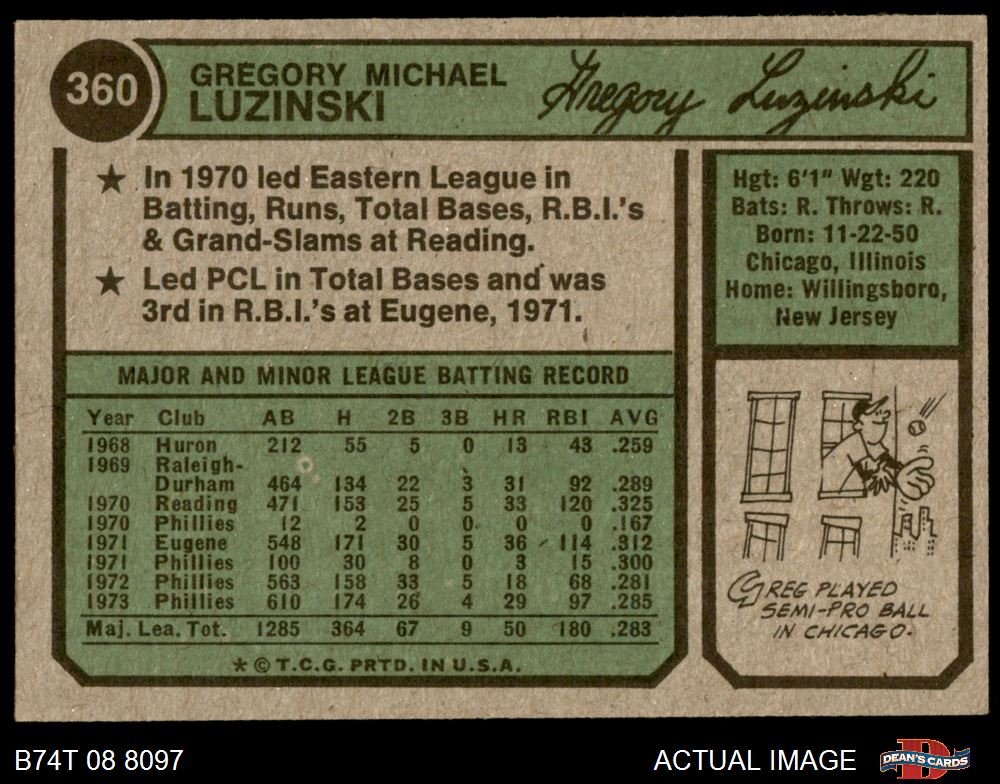 360
GREGORY MICHAEL
LUZINSKI
Gregory Luzinski
★ In 1970 led Eastern League in
Batting, Runs, Total Bases, R.B.I.'s
& Grand-Slams at Reading.
★ Led PCL in Total Bases and was
3rd in R.B.I.'s at Eugene, 1971.
Hgt: 6'1" Wgt: 220
Bats: R. Throws: R.
Born: 11-22-50
Chicago, Illinois
Home: Willingsboro,
New Jersey
MAJOR AND MINOR LEAGUE BATTING RECORD
Year Club AB H 2B 3B HR RBI AVG
1968 Huron 212 55 5 0 13 43 .259
1969 Raleigh-
Durham 464 134 22 3 31 92 .289
1970 Reading 471 153 25 5 33 120 .325
1970 Phillies 12 2 0 0 0 0 .167
1971 Eugene 548 171 30 5 36 114 .312
1971 Phillies 100 30 8 0 3 15 .300
1972 Phillies 563 158 33 5 18 68 .281
1973 Phillies 610 174 26 4 29 97 .285
Maj. Lea. Tot. 1285 364 67 9 50 180 .283
★ © T.C.G. PRTD. IN U.S.A.
GREG PLAYED
SEMI-PRO BALL
IN CHICAGO.
B74T 08 8097
ACTUAL IMAGE
DEAN'S CARDS